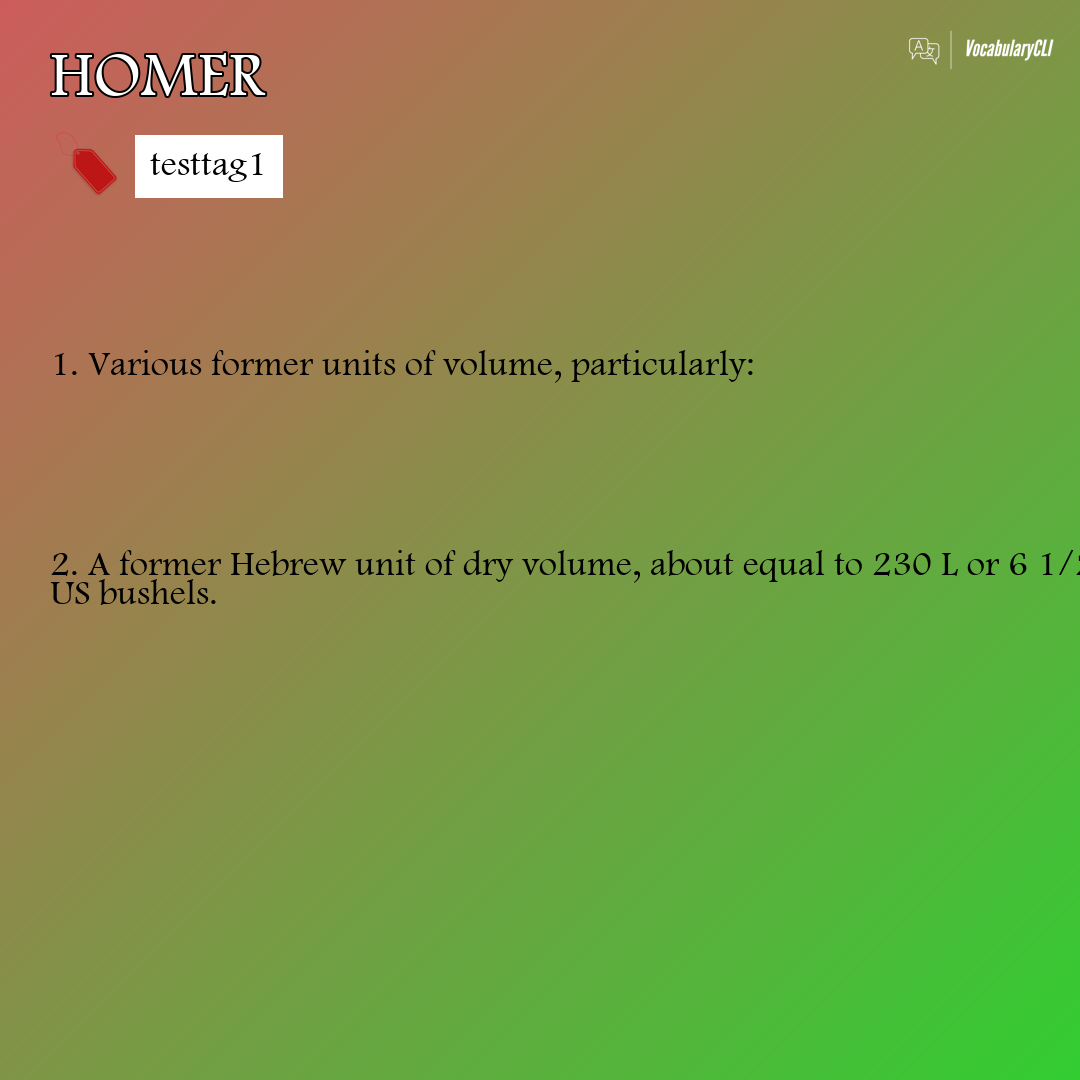 HOMER
VocabularyCLI
testtag1
1. Various former units of volume, particularly:
2. A former Hebrew unit of dry volume, about equal to 230 L or 6 1/2
US bushels.